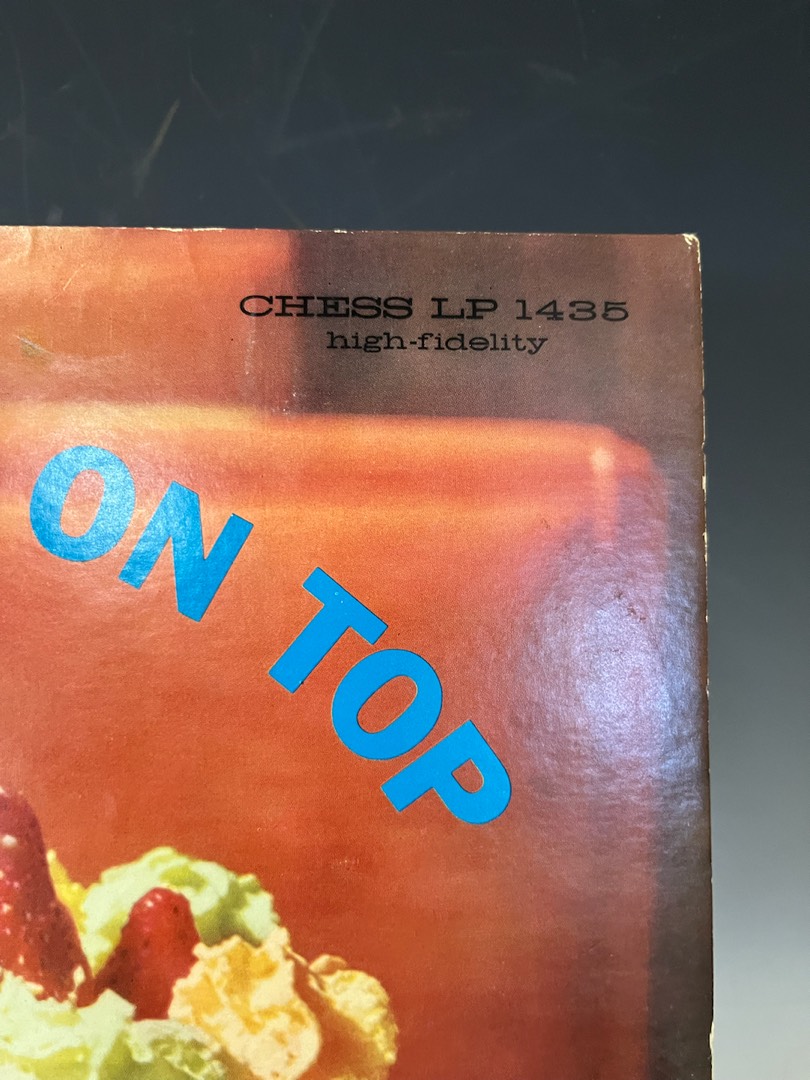 CHESS LP 1435
high-fidelity
ON TOP